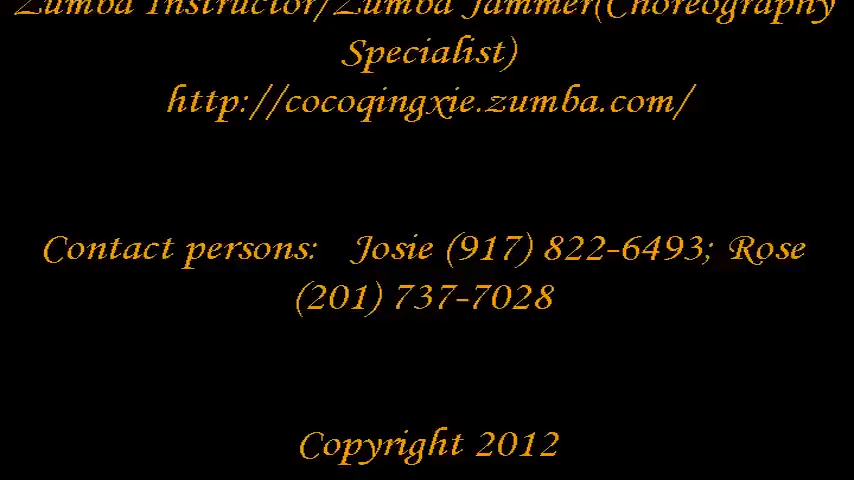 Zumba Instructor/Zumba Jammer(Choreography
Specialist)
http://cocoqingxie.zumba.com/
Contact persons: Josie (917) 822-6493; Rose
(201) 737-7028
Copyright 2012